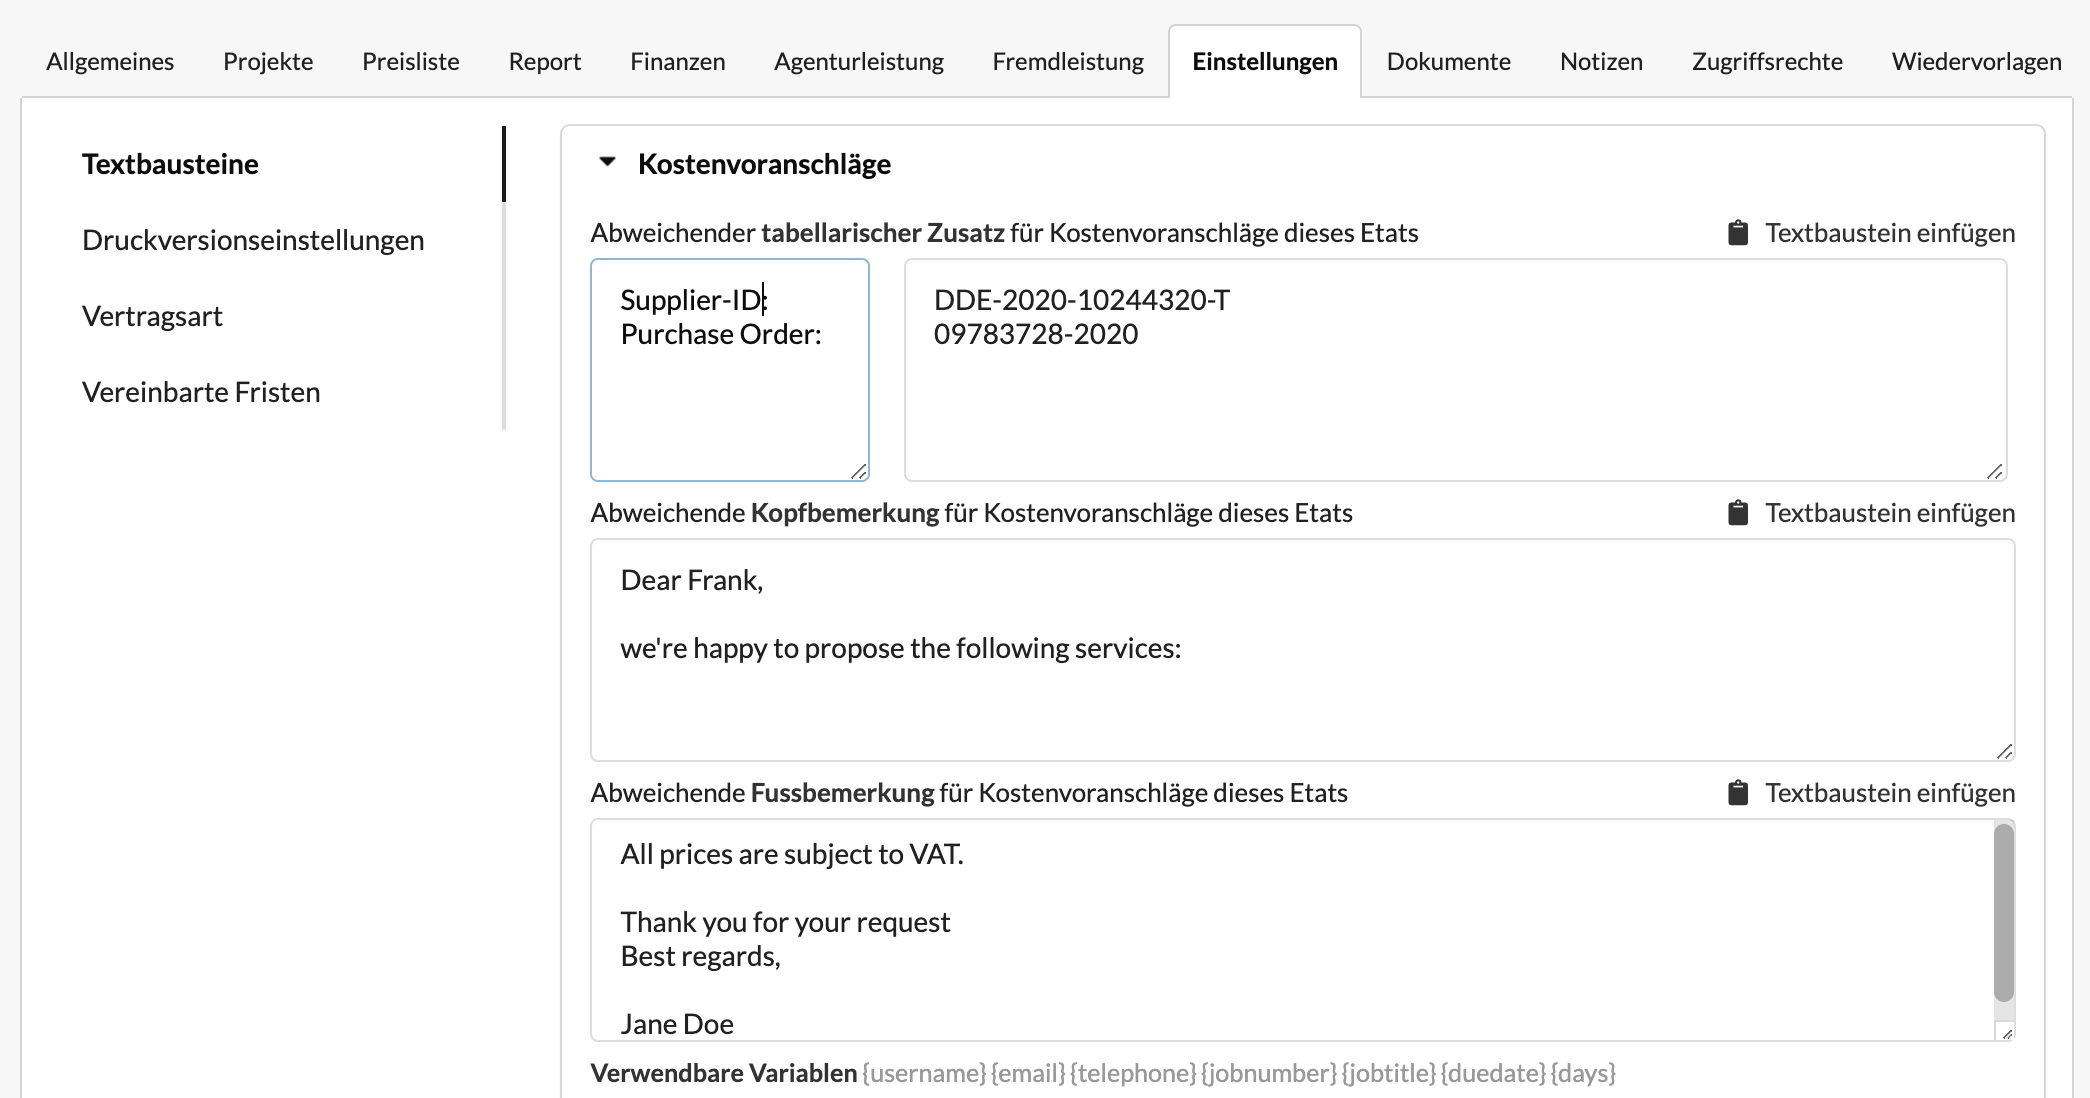 Allgemeines Projekte Preisliste Report Finanzen Agenturleistung Fremdleistung Einstellungen Dokumente Notizen Zugriffsrechte Wiedervorlagen
Textbausteine
Druckversionseinstellungen
Vertragsart
Vereinbarte Fristen
Kostenvoranschläge
Abweichender tabellarischer Zusatz für Kostenvoranschläge dieses Etats
Textbaustein einfügen
Supplier-ID:
Purchase Order:
DDE-2020-10244320-T
09783728-2020
Abweichende Kopfbemerkung für Kostenvoranschläge dieses Etats
Textbaustein einfügen
Dear Frank,
we're happy to propose the following services:
Abweichende Fussbemerkung für Kostenvoranschläge dieses Etats
Textbaustein einfügen
All prices are subject to VAT.
Thank you for your request
Best regards,
Jane Doe
Verwendbare Variablen {username} {email} {telephone} {jobnumber} {jobtitle} {duedate} {days}